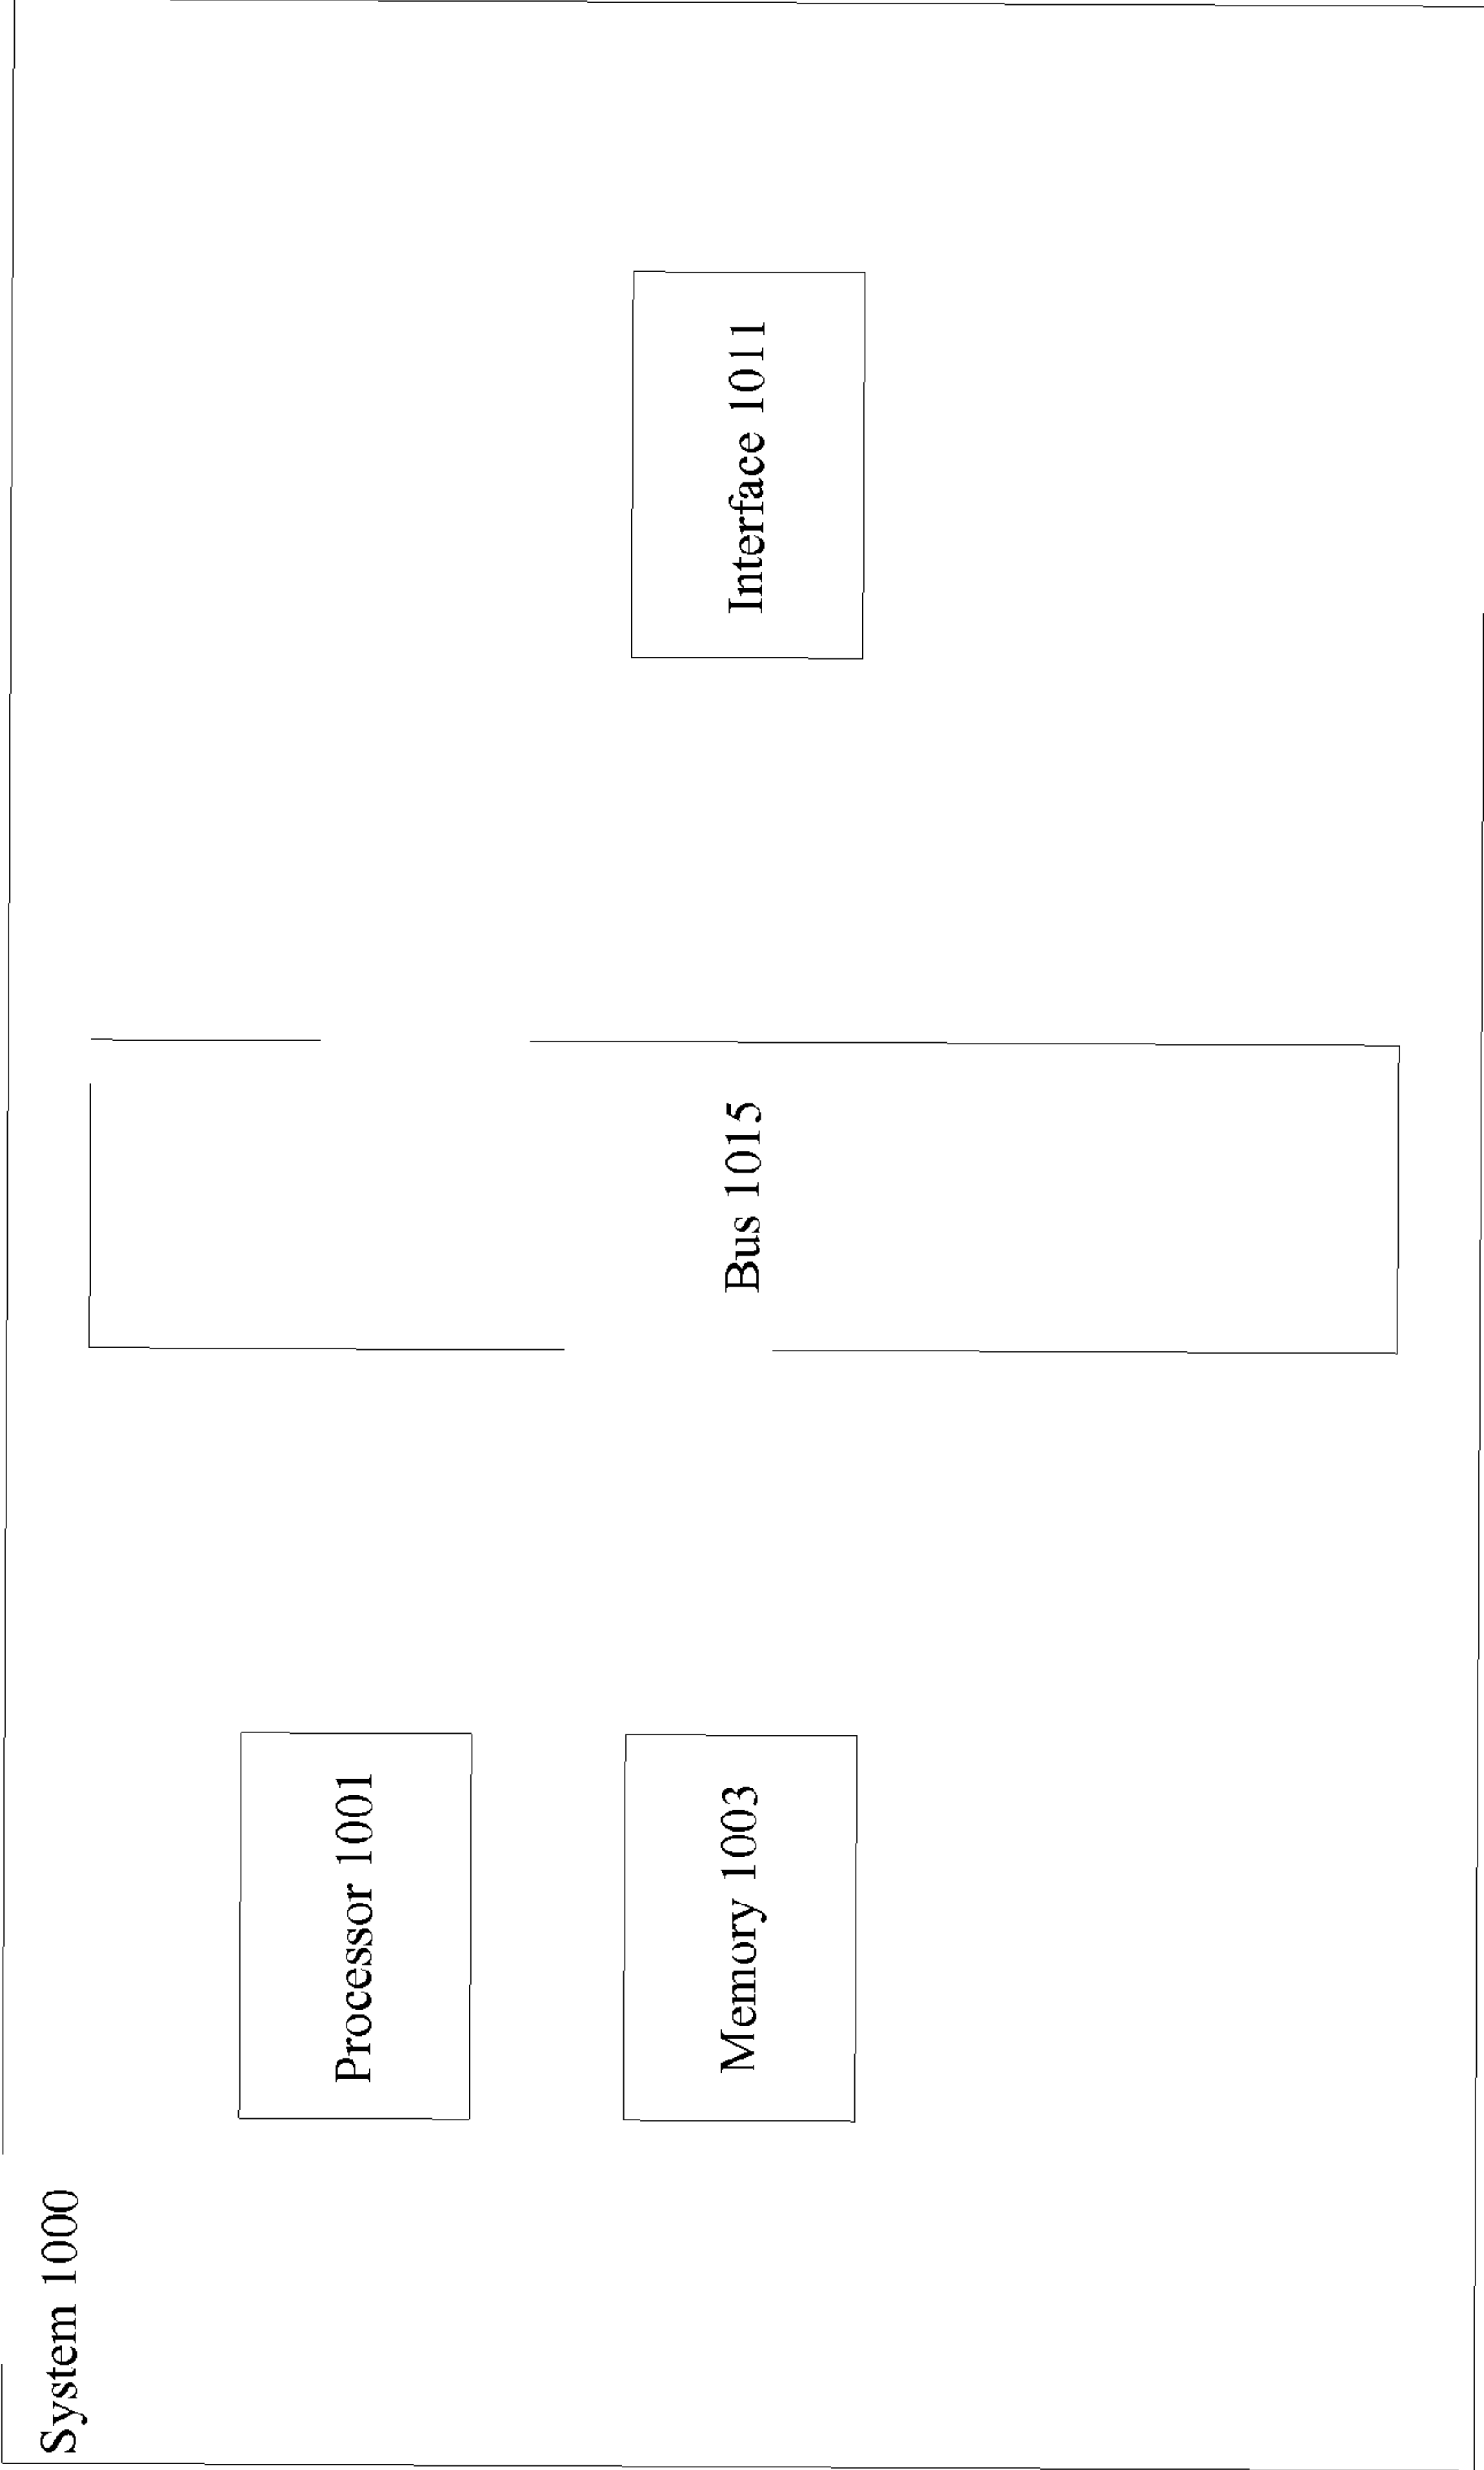 System 1000
Processor 1001
Memory 1003
Bus 1015
Interface 1011